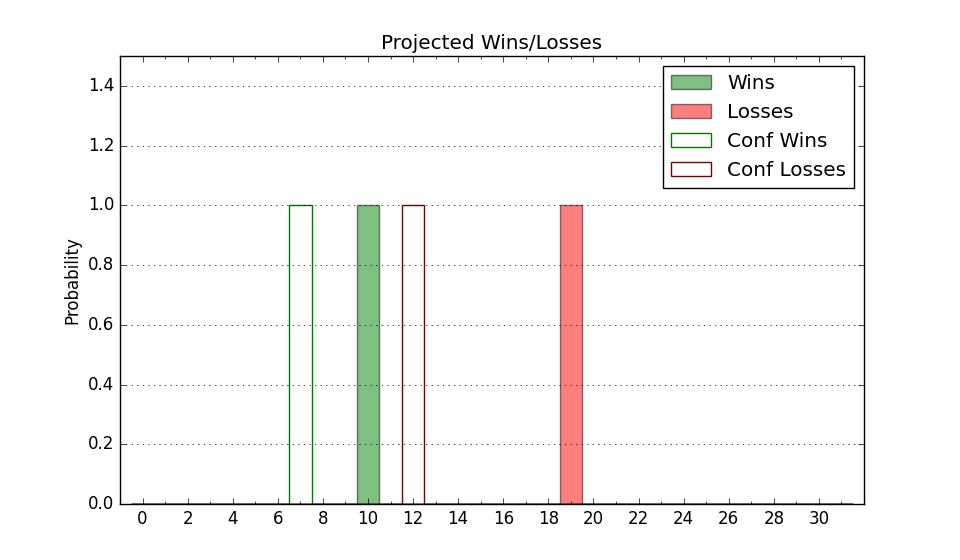 Projected Wins/Losses
1.4
1.2
1.0
0.8
0.6
0.4
0.2
0.0
Probability
Wins
Losses
Conf Wins
Conf Losses
0 2 4 6 8 10 12 14 16 18 20 22 24 26 28 30